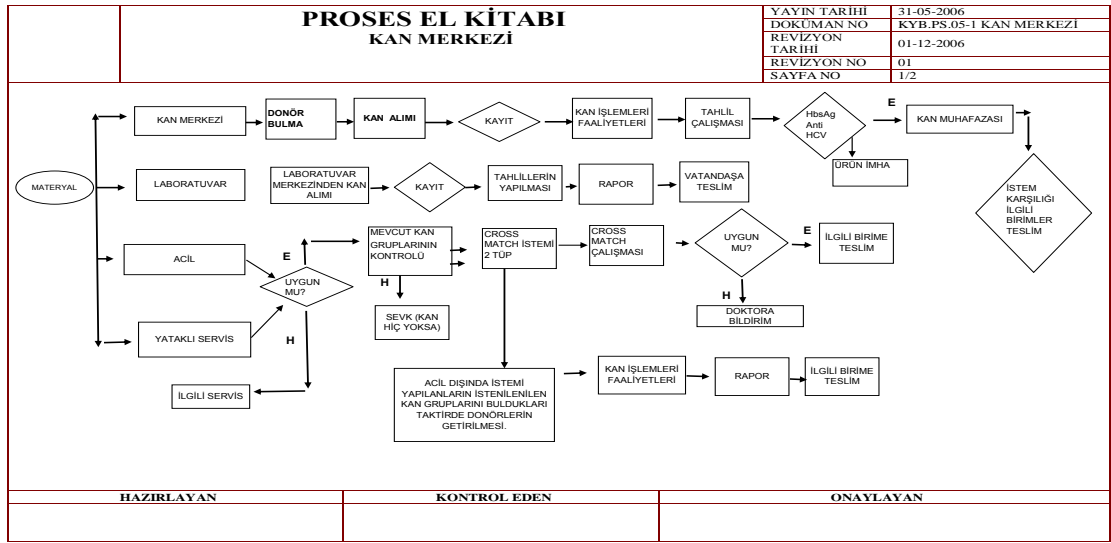 PROSES EL KİTABI
KAN MERKEZİ
YAYIN TARİHİ 31-05-2006
DOKÜMAN NO KYB.PS.05-1 KAN MERKEZİ
REVİZYON
TARİHİ 01-12-2006
REVİZYON NO 01
SAYFA NO 1/2
MATERYAL
KAN MERKEZİ
DONÖR
BULMA
KAN ALIMI
KAYIT
KAN İŞLEMLERİ
FAALİYETLERİ
TAHLİL
ÇALIŞMASI
HbsAg
Anti
HCV
E
KAN MUHAFAZASI
ÜRÜN İMHA
İSTEM
KARŞILIĞI
İLGİLİ
BİRİMLER
TESLİM
LABORATUVAR
LABORATUVAR
MERKEZİNDEN KAN
ALIMI
KAYIT
TAHLİLLERİN
YAPILMASI
RAPOR
VATANDAŞA
TESLİM
ACİL
YATAKLI SERVİS
UYGUN
MU?
E
H
İLGİLİ SERVİS
MEVCUT KAN
GRUPLARININ
KONTROLÜ
H
SEVK (KAN
HİÇ YOKSA)
CROSS
MATCH İSTEMİ
2 TÜP
CROSS
MATCH
ÇALIŞMASI
UYGUN
MU?
E
İLGİLİ BİRİME
TESLİM
H
DOKTORA
BİLDİRİM
ACİL DIŞINDA İSTEMİ
YAPILANLARIN İSTENİLENİLEN
KAN GRUPLARINI BULDUKLARI
TAKTİRDE DONÖRLERİN
GETİRİLMESİ.
KAN İŞLEMLERİ
FAALİYETLERİ
RAPOR
İLGİLİ BİRİME
TESLİM
HAZIRLAYAN KONTROL EDEN ONAYLAYAN